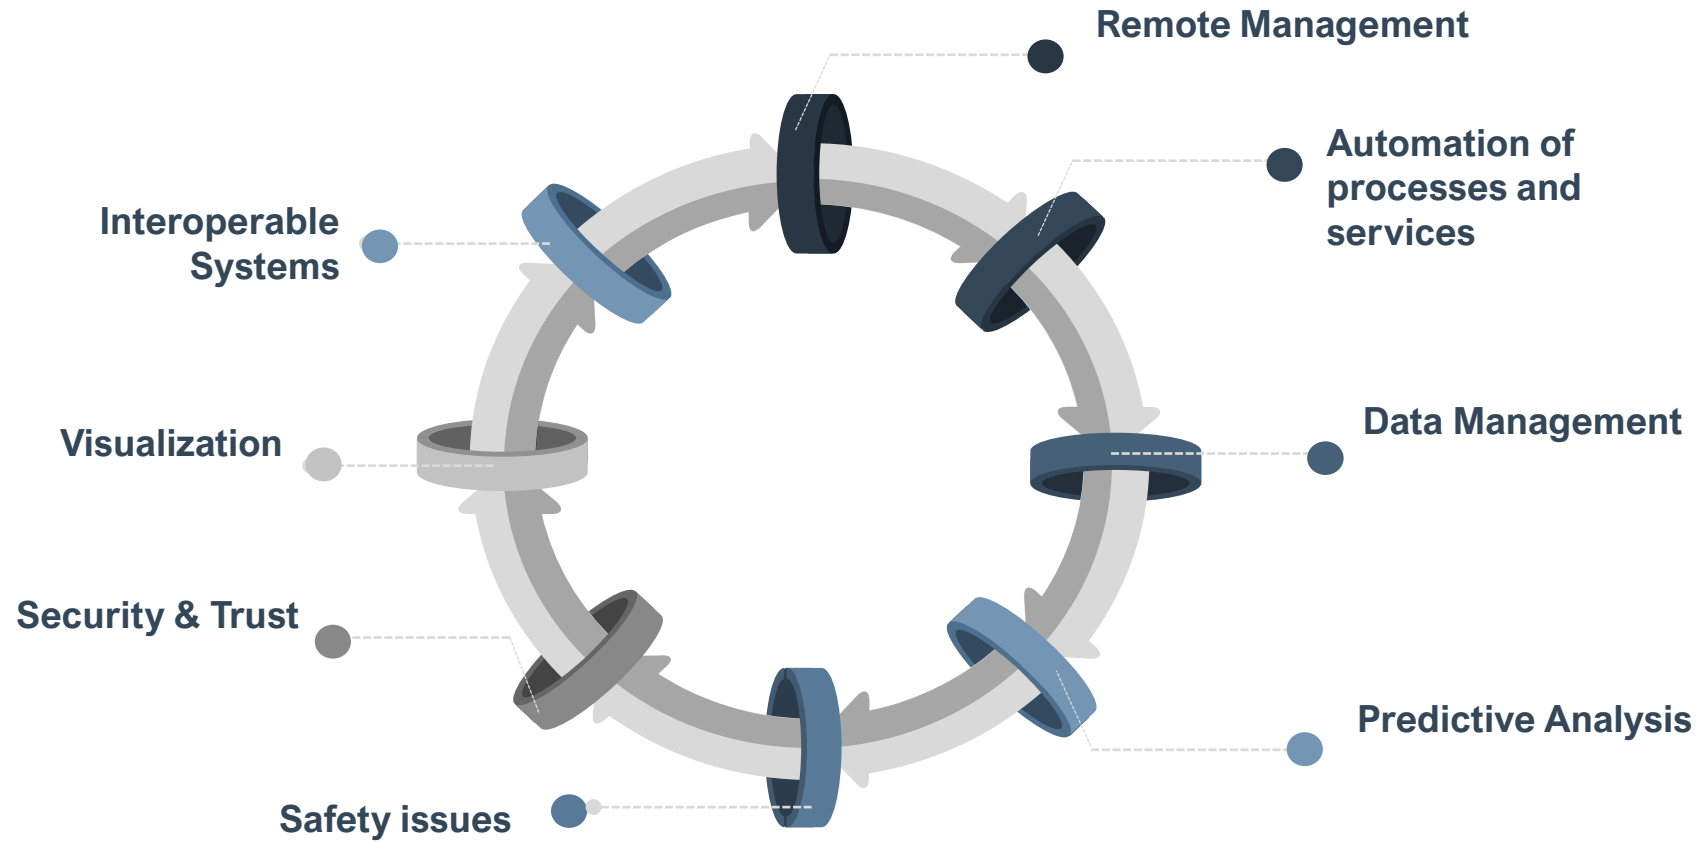 Remote Management
Automation of
processes and
services
Data Management
Predictive Analysis
Safety issues
Security & Trust
Visualization
Interoperable
Systems